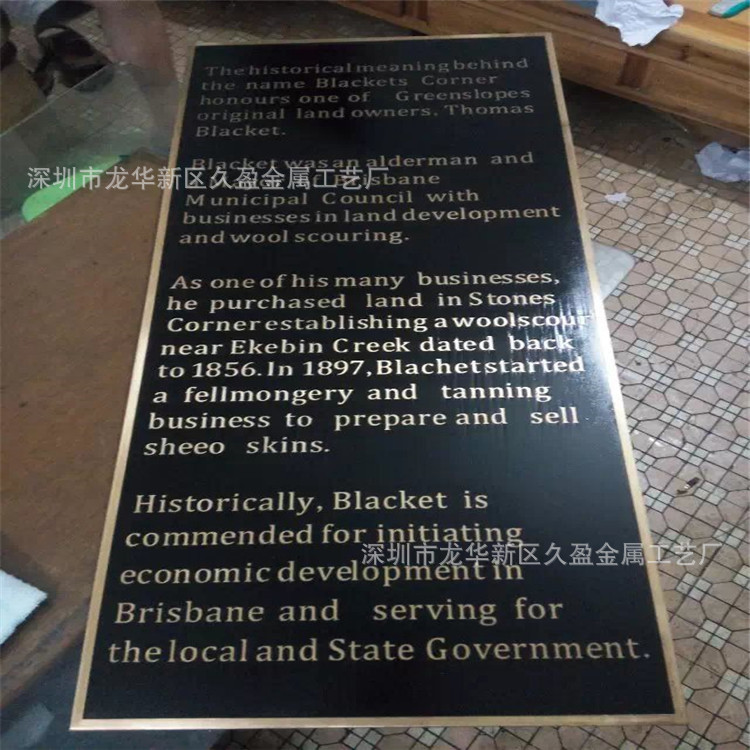 The historical meaning behind
the name Blackets Corner
honours one of Greenslopes
original land owners. Thomas
Blacket.
Blacket was an alderman and
深圳市龙华新区久盈金属工艺厂
of Brisbane
Municipal Council with
businesses in land development
and wool scouring.
As one of his many businesses,
he purchased land in Stones
Corner establishing a woolscour
near Ekebin Creek dated back
to 1856. In 1897, Blachet started
a fellmongery and tanning
business to prepare and sell
sheeo skins.
Historically, Blacket is
commended for initiating
深圳市龙华新区久盈金属工艺厂
economic development in
Brisbane and serving for
the local and State Government.